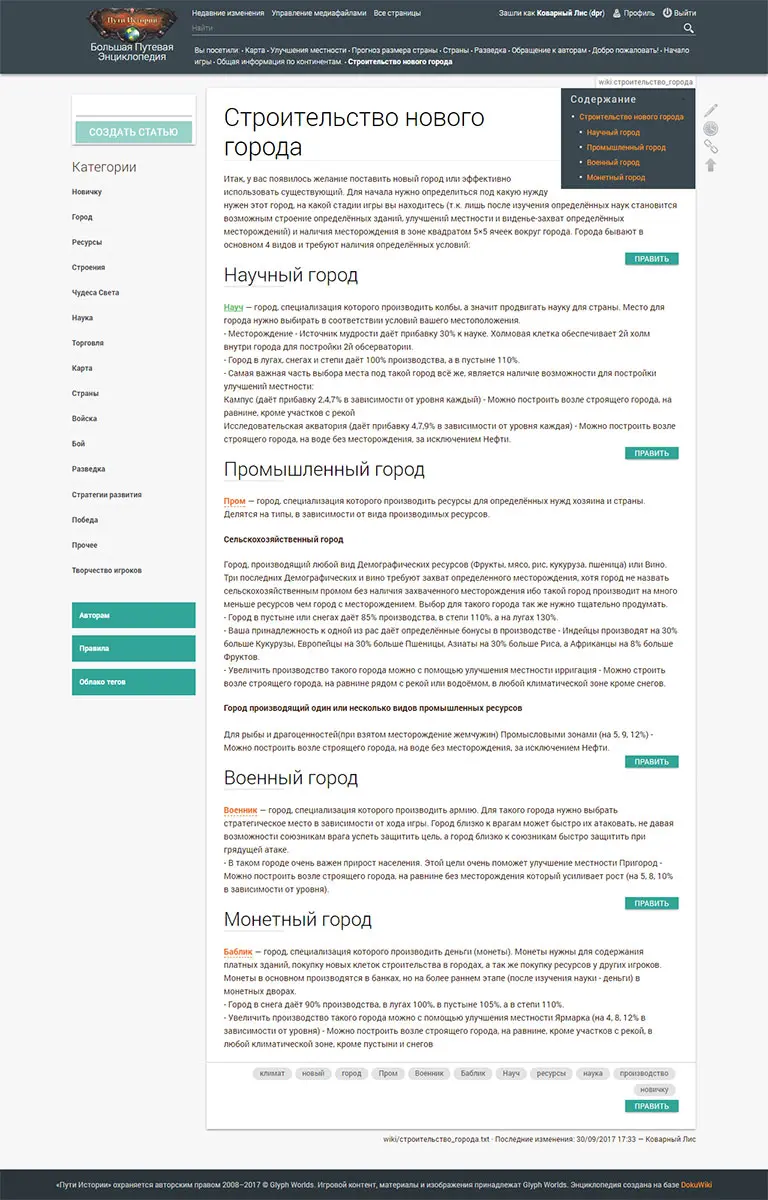 Пути Истории
Большая Путевая
Энциклопедия
Недавние изменения Управление медиафайлами Все страницы
Зашли как Коварный Лис (dpr) Профиль Выйти
Найти
Вы посетили: • Карта • Улучшения местности • Прогноз размера страны • Страны • Разведка • Обращение к авторам • Добро пожаловать! • Начало
игры • Общая информация по континентам. • Строительство нового города
wiki:строительство_города
СОЗДАТЬ СТАТЬЮ
Категории
Новичку
Город
Ресурсы
Строения
Чудеса Света
Наука
Торговля
Карта
Страны
Войска
Бой
Разведка
Стратегии развития
Победа
Прочее
Творчество игроков
Авторам
Правила
Облако тегов
Содержание
• Строительство нового города
• Научный город
• Промышленный город
• Военный город
• Монетный город
Строительство нового
города
Итак, у вас появилось желание поставить новый город или эффективно
использовать существующий. Для начала нужно определиться под какую нужду
нужен этот город, на какой стадии игры вы находитесь (т.к. лишь после изучения определённых наук становится
возможным строение определённых зданий, улучшений местности и виденье-захват определённых
месторождений) и наличия месторождения в зоне квадратом 5×5 ячеек вокруг города. Города бывают в
основном 4 видов и требуют наличия определённых условий:
ПРАВИТЬ
Научный город
Науч — город, специализация которого производить колбы, а значит продвигать науку для страны. Место для
города нужно выбирать в соответствии условий вашего местоположения.
- Месторождение - Источник мудрости даёт прибавку 30% к науке. Холмовая клетка обеспечивает 2й холм
внутри города для постройки 2й обсерватории.
- Город в лугах, снегах и степи даёт 100% производства, а в пустыне 110%.
- Самая важная часть выбора места под такой город всё же, является наличие возможности для постройки
улучшений местности:
Кампус (даёт прибавку 2,4,7% в зависимости от уровня каждый) - Можно построить возле строящего города, на
равнине, кроме участков с рекой
Исследовательская акватория (даёт прибавку 4,7,9% в зависимости от уровня каждая) - Можно построить возле
строящего города, на воде без месторождения, за исключением Нефти.
ПРАВИТЬ
Промышленный город
Пром — город, специализация которого производить ресурсы для определённых нужд хозяина и страны.
Делятся на типы, в зависимости от вида производимых ресурсов.
Сельскохозяйственный город
Город, производящий любой вид Демографических ресурсов (Фрукты, мясо, рис, кукуруза, пшеница) или Вино.
Три последних Демографических и вино требуют захват определенного месторождения, хотя город не назвать
сельскохозяйственным промом без наличия захваченного месторождения ибо такой город производит на много
меньше ресурсов чем город с месторождением. Выбор для такого города так же нужно тщательно продумать.
- Город в пустыне или снегах даёт 85% производства, в степи 110%, а на лугах 130%.
- Ваша принадлежность к одной из рас даёт определённые бонусы в производстве - Индейцы производят на 30%
больше Кукурузы, Европейцы на 30% больше Пшеницы, Азиаты на 30% больше Риса, а Африканцы на 8% больше
Фруктов.
- Увеличить производство такого города можно с помощью улучшения местности ирригация - Можно строить
возле строящего города, на равнине рядом с рекой или водоёмом, в любой климатической зоне кроме снегов.
Город производящий один или несколько видов промышленных ресурсов
Для рыбы и драгоценностей(при взятом месторождение жемчужин) Промысловыми зонами (на 5, 9, 12%) -
Можно построить возле строящего города, на воде без месторождения, за исключением Нефти.
ПРАВИТЬ
Военный город
Военник — город, специализация которого производить армию. Для такого города нужно выбрать
стратегическое место в зависимости от хода игры. Город близко к врагам может быстро их атаковать, не давая
возможности союзникам врага успеть защитить цель, а город близко к союзникам быстро защитить при
грядущей атаке.
- В таком городе очень важен прирост населения. Этой цели очень поможет улучшение местности Пригород -
Можно построить возле строящего города, на равнине без месторождения который усиливает рост (на 5, 8, 10%
в зависимости от уровня).
ПРАВИТЬ
Монетный город
Баблик — город, специализация которого производить деньги (монеты). Монеты нужны для содержания
платных зданий, покупку новых клеток строительства в городах, а так же покупку ресурсов у других игроков.
Монеты в основном производятся в банках, но на более раннем этапе (после изучения науки - деньги) в
монетных дворах.
- Город в снега даёт 90% производства, в лугах 100%, в пустыне 105%, а в степи 110%.
- Увеличить производство такого города можно с помощью улучшения местности Ярмарка (на 4, 8, 12% в
зависимости от уровня) - Можно построить возле строящего города, на равнине, кроме участков с рекой, в
любой климатической зоне, кроме пустыни и снегов
климат новый город Пром Военник Баблик Науч ресурсы наука производство
новичку
ПРАВИТЬ
wiki/строительство_города.txt · Последние изменения: 30/09/2017 17:33 — Коварный Лис
«Пути Истории» охраняется авторским правом 2008–2017 © Glyph Worlds. Игровой контент, материалы и изображения принадлежат Glyph Worlds. Энциклопедия создана на базе DokuWiki